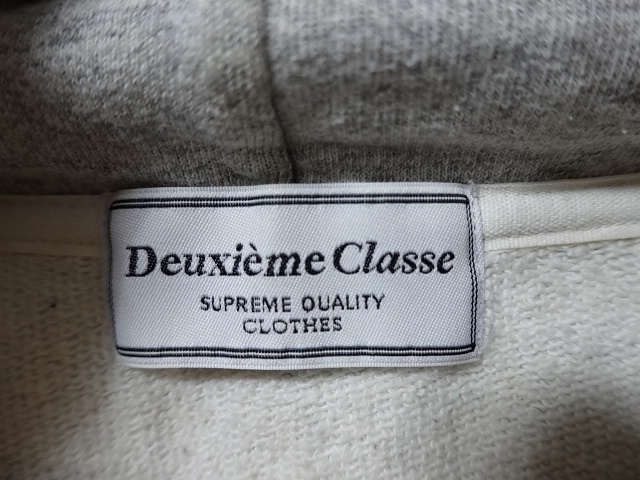 Deuxième Classe
SUPREME QUALITY
CLOTHES